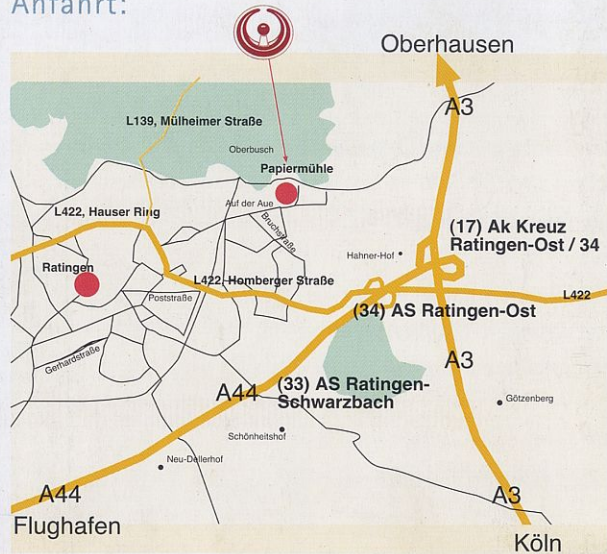 Anfahrt:
Oberhausen
A3
L139, Mülheimer Straße
Oberbusch
Papiermühle
Auf der Aue
L422, Hauser Ring
Bruchstraße
(17) Ak Kreuz
Ratingen-Ost / 34
Hahner-Hof
Ratingen
L422, Homberger Straße
L422
Poststraße
(34) AS Ratingen-Ost
Gerhardstraße
A3
(33) AS Ratingen-
Schwarzbach
A44
Götzenberg
Schönheitshof
Neu-Dellerhof
A44
A3
Flughafen
Köln